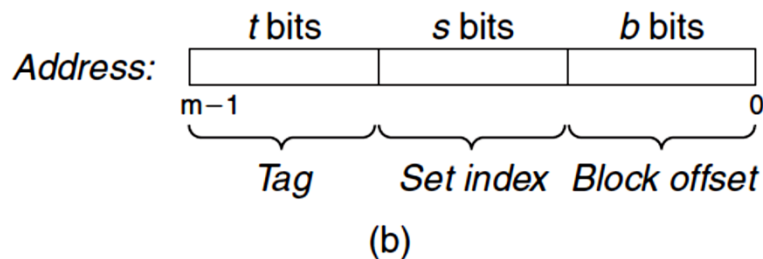 t bits s bits b bits
Address:
m−1 0
Tag Set index Block offset
(b)